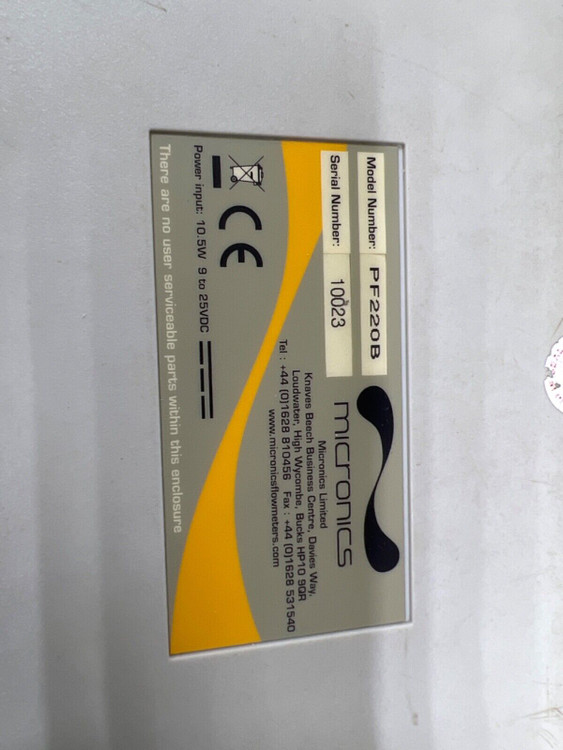 Model Number: PF220B
Serial Number: 10023
micronics
Micronics Limited
Knaves Beech Business Centre, Davies Way,
Loudwater, High Wycombe, Bucks HP10 9QR
Tel : +44 (0)1628 810456 Fax : +44 (0)1628 531540
www.micronicsflowmeters.com
CE
Power input: 10.5W 9 to 25VDC
There are no user serviceable parts within this enclosure